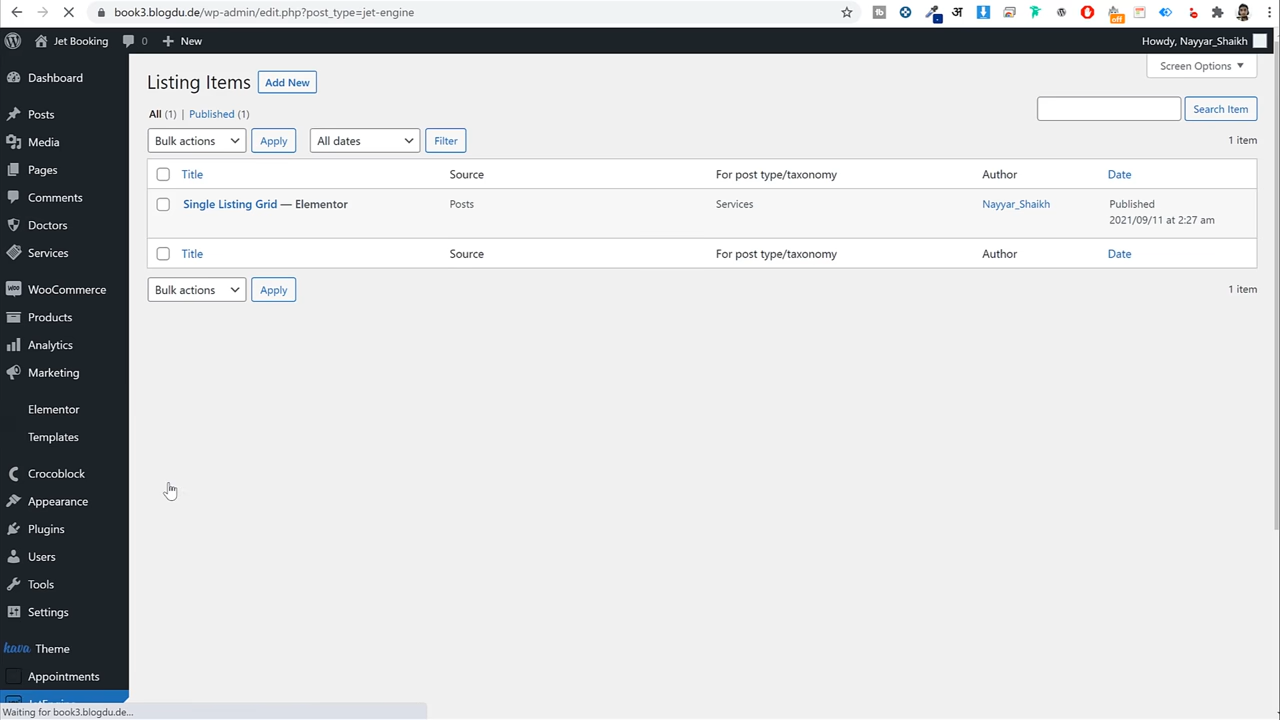 book3.blogdu.de/wp-admin/edit.php?post_type=jet-engine
Jet Booking
0
New
Howdy, Nayyar_Shaikh
Screen Options
Dashboard
Posts
Media
Pages
Comments
Doctors
Services
WooCommerce
Products
Analytics
Marketing
Elementor
Templates
Crocoblock
Appearance
Plugins
Users
Tools
Settings
kava Theme
Appointments
Listing Items
Add New
All (1) | Published (1)
Search Item
Bulk actions
Apply
All dates
Filter
1 item
Title Source For post type/taxonomy Author Date
Single Listing Grid — Elementor Posts Services Nayyar_Shaikh Published
2021/09/11 at 2:27 am
Title Source For post type/taxonomy Author Date
Bulk actions
Apply
1 item
Waiting for book3.blogdu.de...